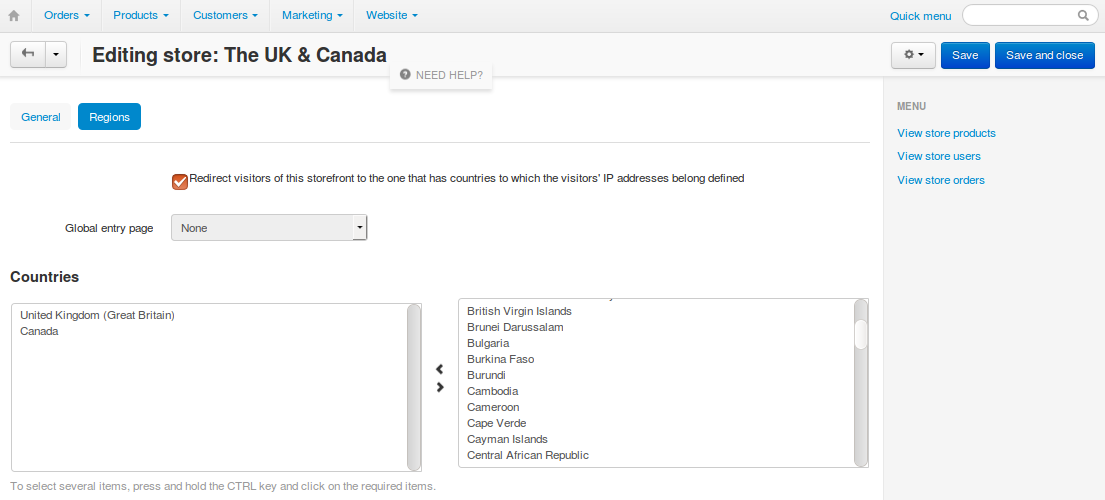 Orders Products Customers Marketing Website Quick menu
Editing store: The UK & Canada Save Save and close
NEED HELP?
General Regions
MENU
View store products
View store users
View store orders
Redirect visitors of this storefront to the one that has countries to which the visitors' IP addresses belong defined
Global entry page None
Countries
United Kingdom (Great Britain)
Canada
British Virgin Islands
Brunei Darussalam
Bulgaria
Burkina Faso
Burundi
Cambodia
Cameroon
Cape Verde
Cayman Islands
Central African Republic
To select several items, press and hold the CTRL key and click on the required items.